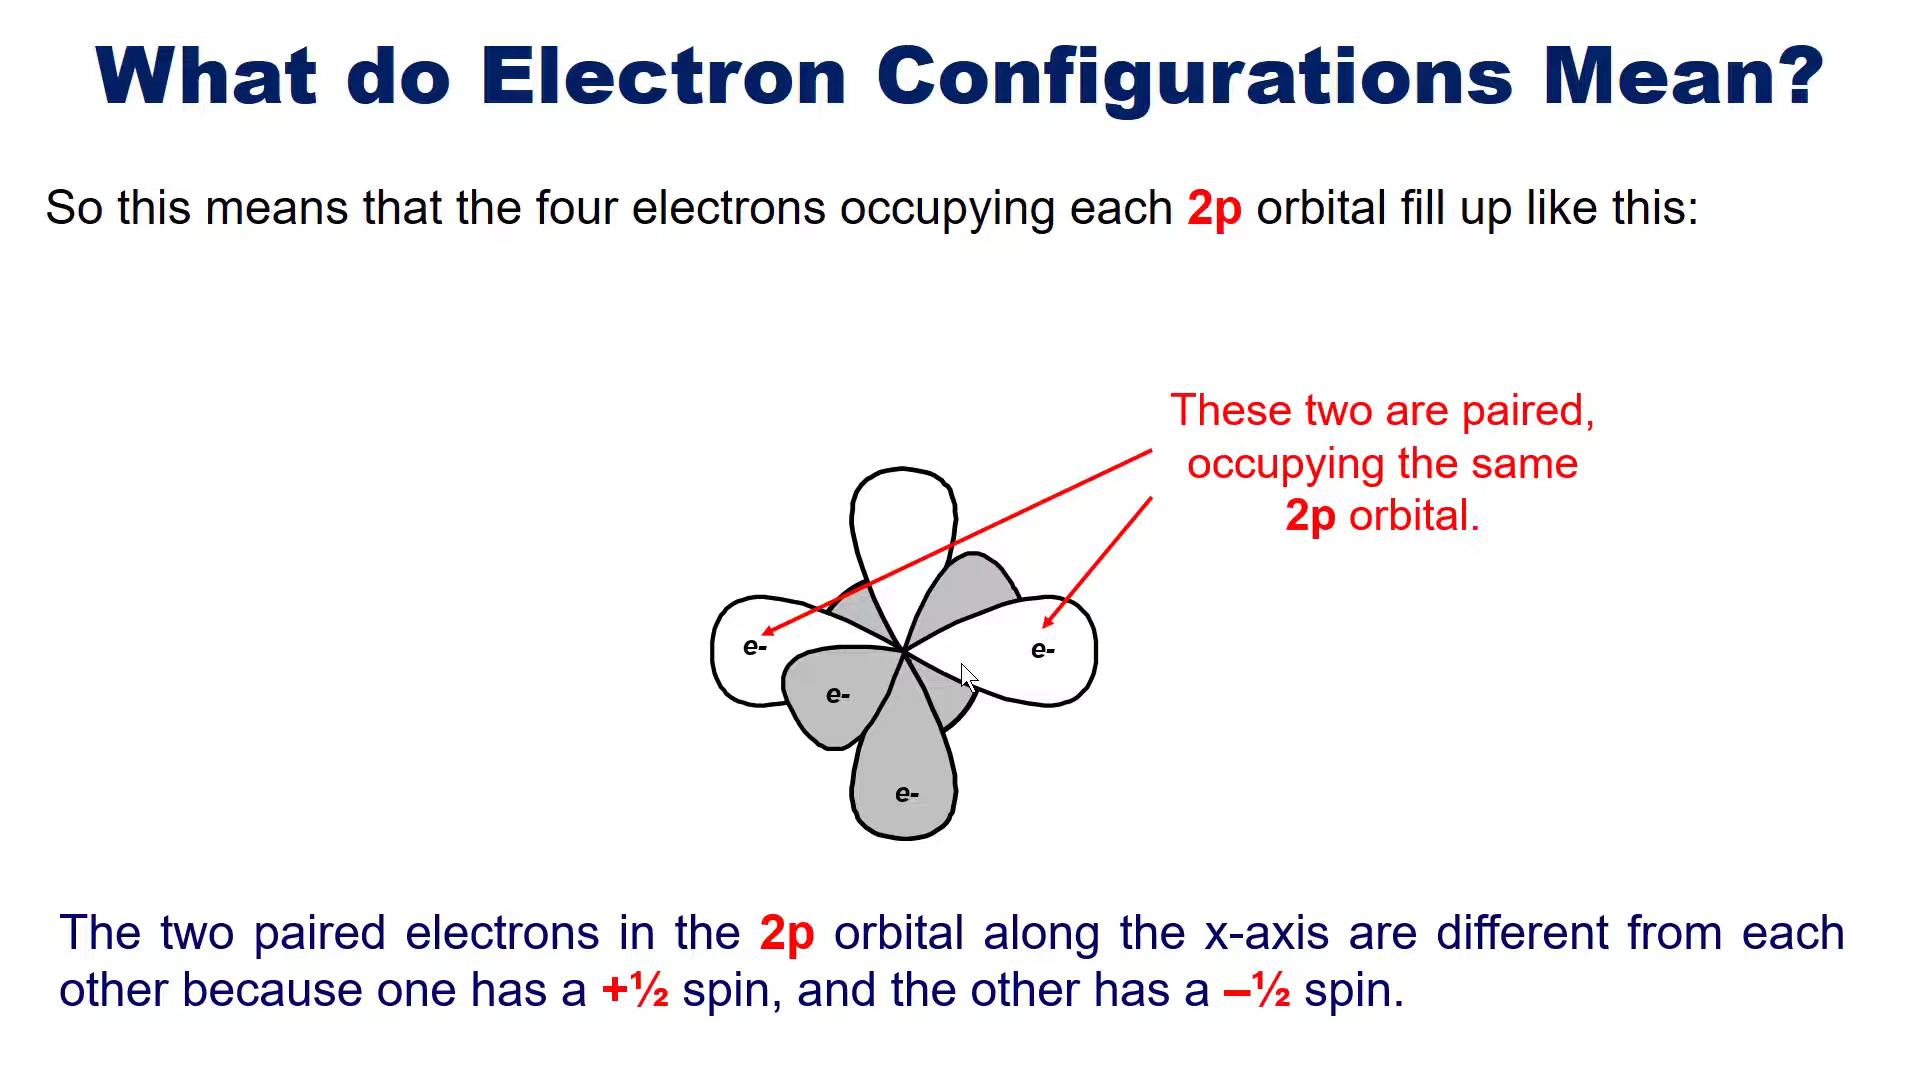 What do Electron Configurations Mean?
So this means that the four electrons occupying each 2p orbital fill up like this:
These two are paired,
occupying the same
2p orbital.
e-
e-
e-
e-
The two paired electrons in the 2p orbital along the x-axis are different from each
other because one has a +½ spin, and the other has a –½ spin.